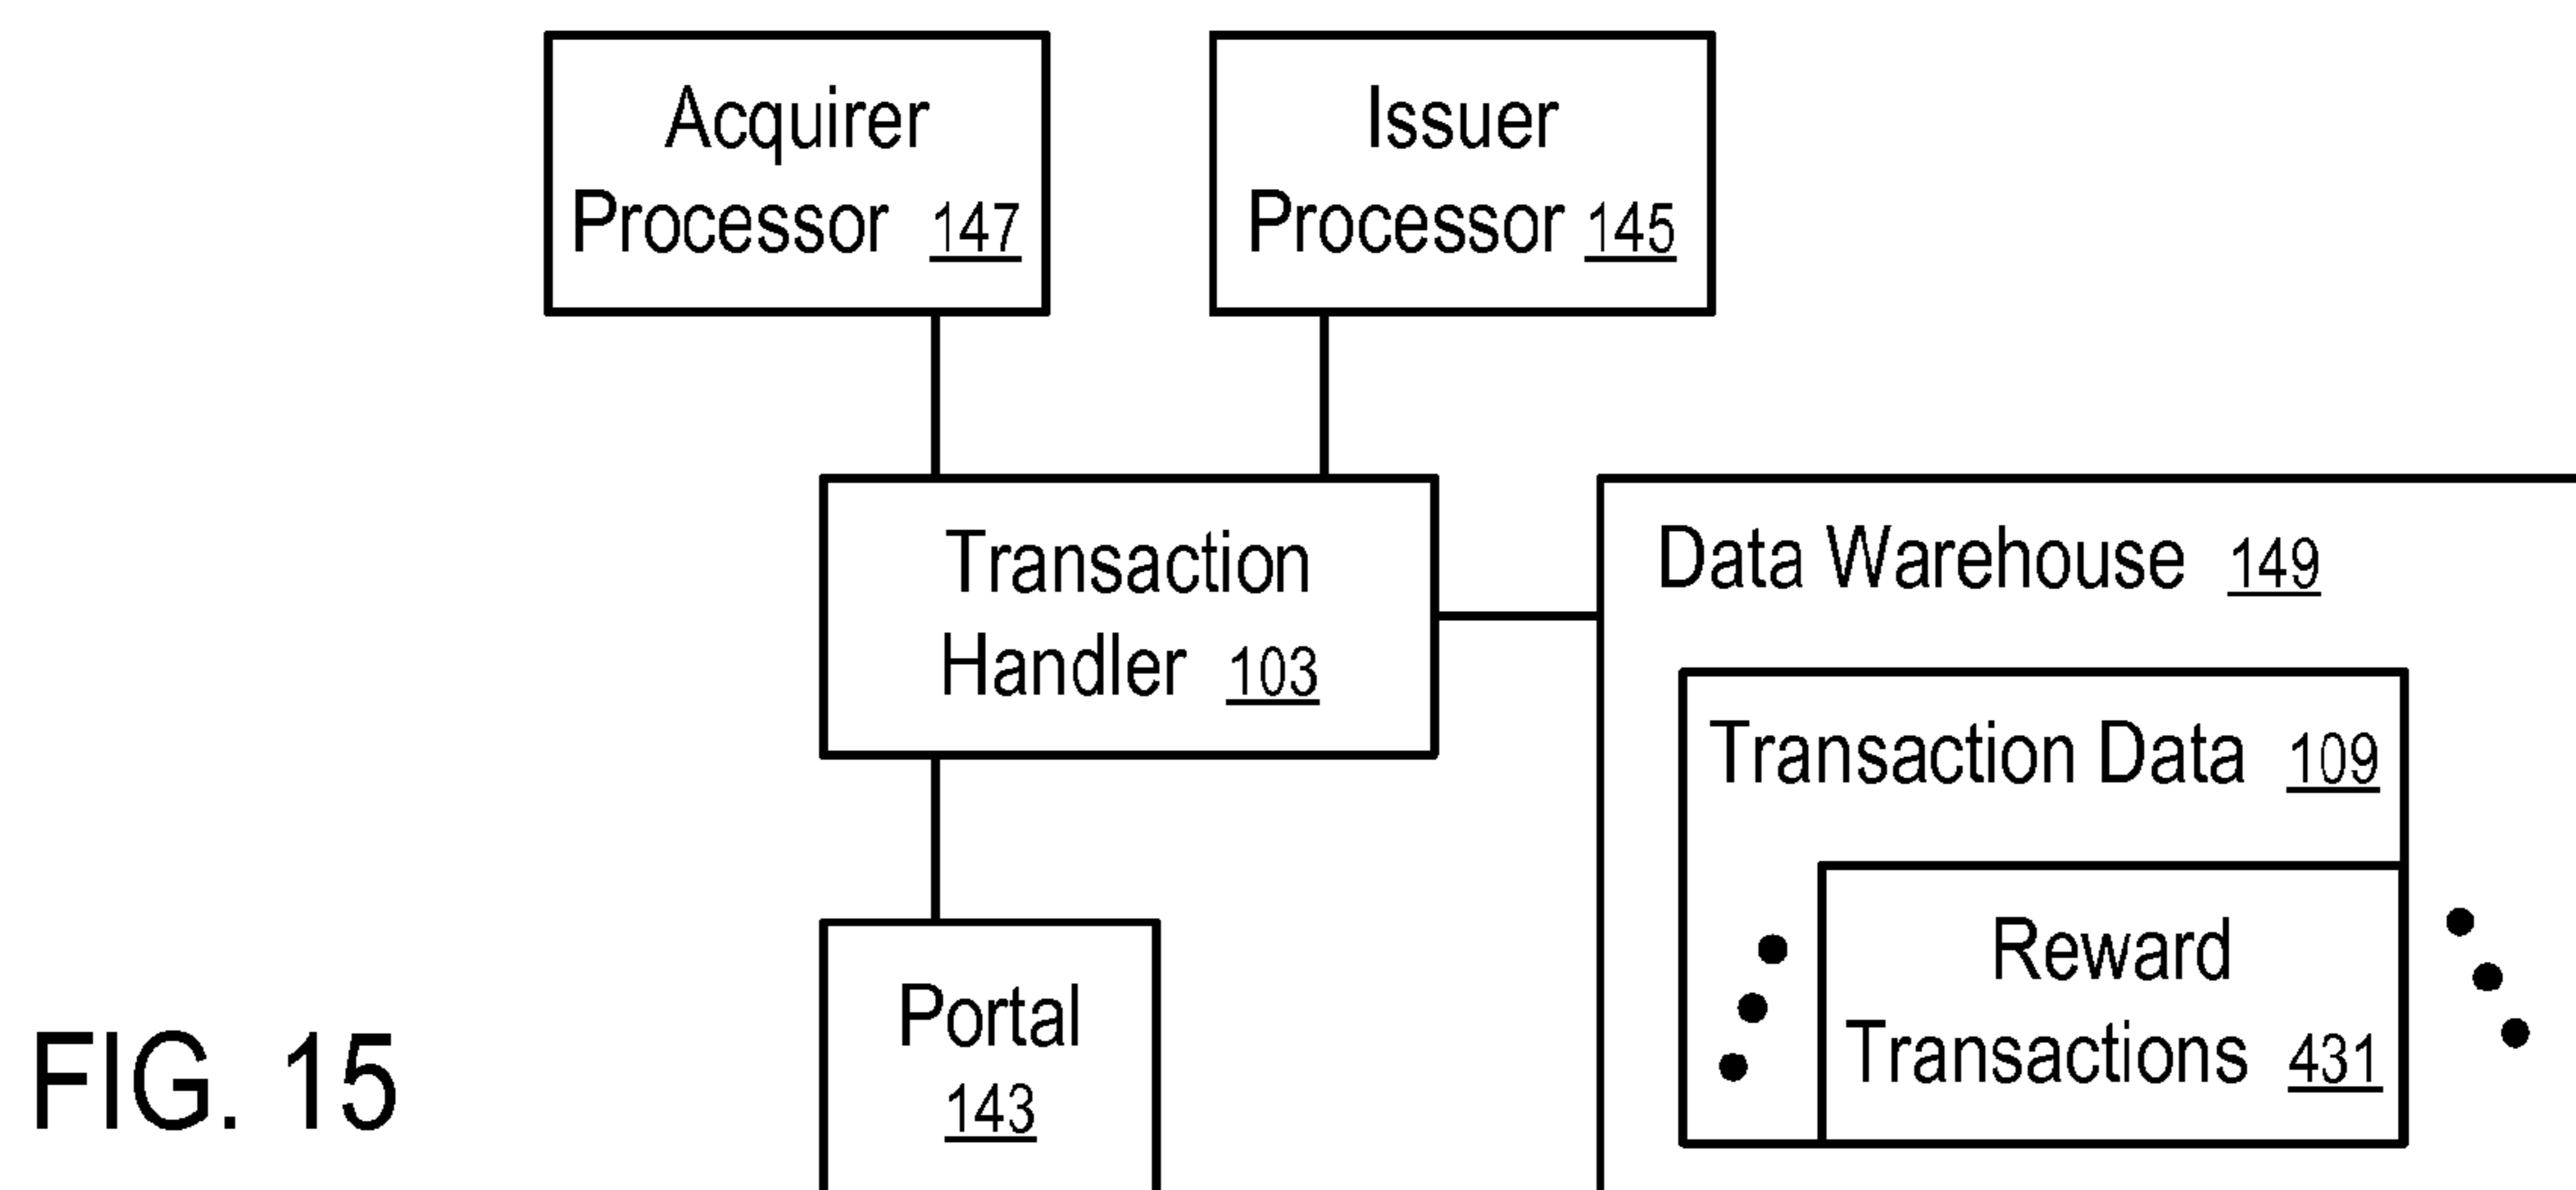 Acquirer
Processor 147
Issuer
Processor 145
Transaction
Handler 103
Data Warehouse 149
Transaction Data 109
Reward
Transactions 431
Portal
143
FIG. 15